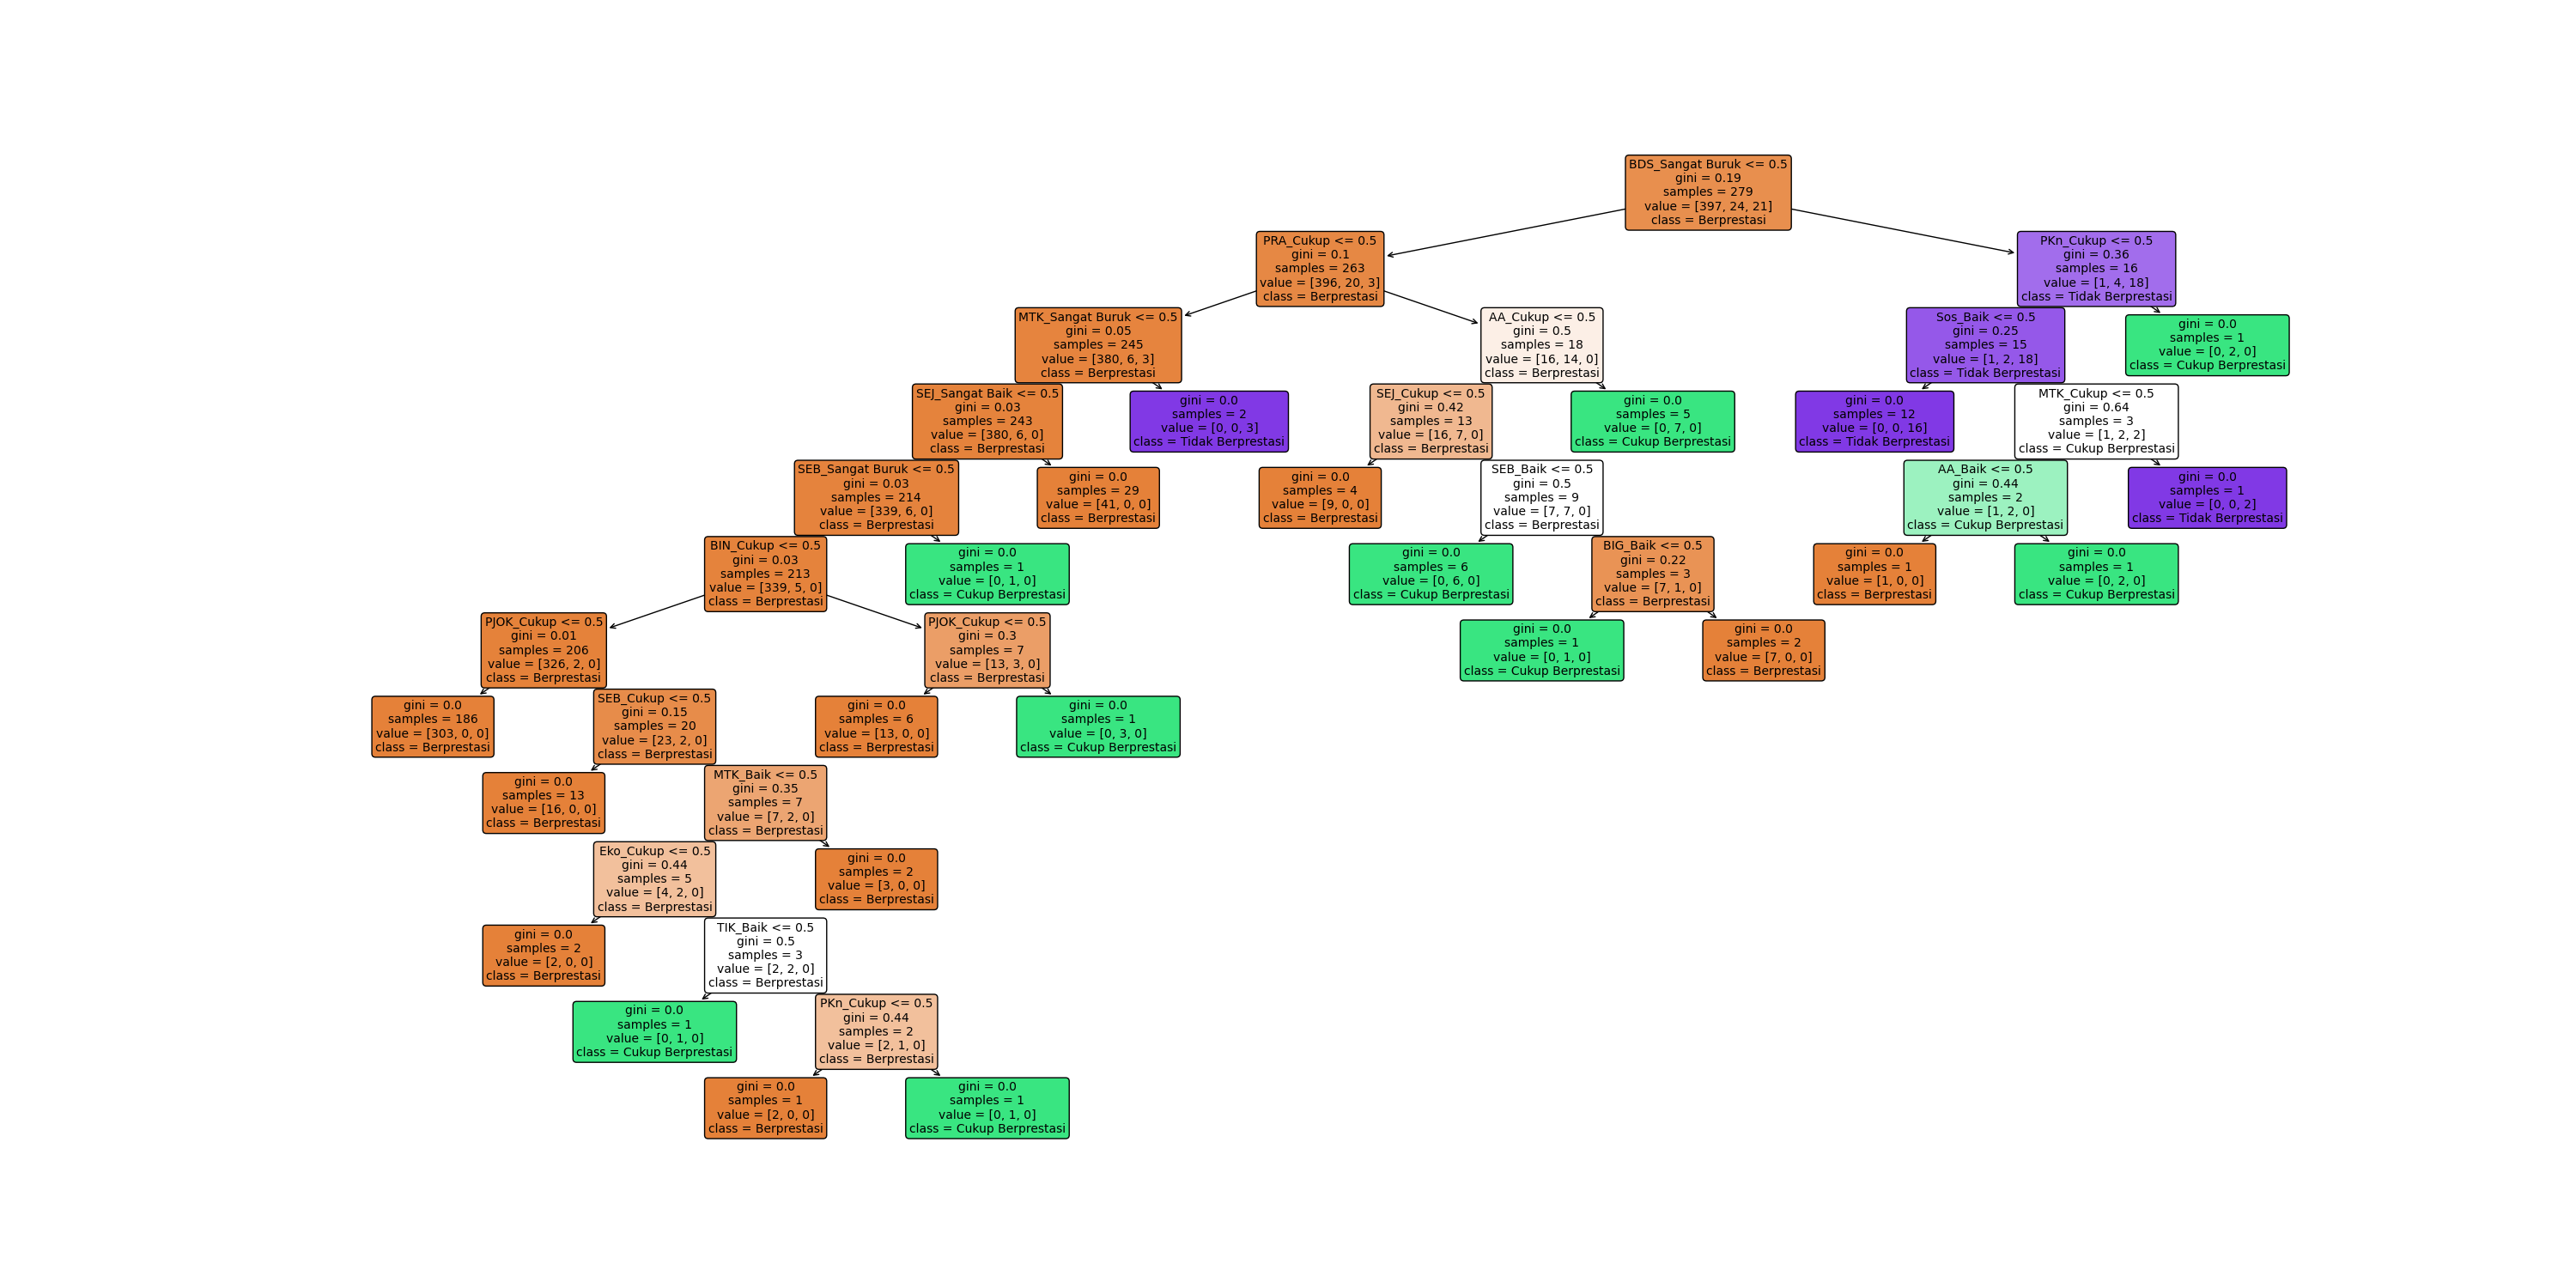 BDS_Sangat Buruk <= 0.5
gini = 0.19
samples = 279
value = [397, 24, 21]
class = Berprestasi
PRA_Cukup <= 0.5
gini = 0.1
samples = 263
value = [396, 20, 3]
class = Berprestasi
PKn_Cukup <= 0.5
gini = 0.36
samples = 16
value = [1, 4, 18]
class = Tidak Berprestasi
MTK_Sangat Buruk <= 0.5
gini = 0.05
samples = 245
value = [380, 6, 3]
class = Berprestasi
AA_Cukup <= 0.5
gini = 0.5
samples = 18
value = [16, 14, 0]
class = Berprestasi
Sos_Baik <= 0.5
gini = 0.25
samples = 15
value = [1, 2, 18]
class = Tidak Berprestasi
gini = 0.0
samples = 1
value = [0, 2, 0]
class = Cukup Berprestasi
SEJ_Sangat Baik <= 0.5
gini = 0.03
samples = 243
value = [380, 6, 0]
class = Berprestasi
gini = 0.0
samples = 2
value = [0, 0, 3]
class = Tidak Berprestasi
SEJ_Cukup <= 0.5
gini = 0.42
samples = 13
value = [16, 7, 0]
class = Berprestasi
gini = 0.0
samples = 5
value = [0, 7, 0]
class = Cukup Berprestasi
gini = 0.0
samples = 12
value = [0, 0, 16]
class = Tidak Berprestasi
MTK_Cukup <= 0.5
gini = 0.64
samples = 3
value = [1, 2, 2]
class = Cukup Berprestasi
SEB_Sangat Buruk <= 0.5
gini = 0.03
samples = 214
value = [339, 6, 0]
class = Berprestasi
gini = 0.0
samples = 29
value = [41, 0, 0]
class = Berprestasi
gini = 0.0
samples = 4
value = [9, 0, 0]
class = Berprestasi
SEB_Baik <= 0.5
gini = 0.5
samples = 9
value = [7, 7, 0]
class = Berprestasi
AA_Baik <= 0.5
gini = 0.44
samples = 2
value = [1, 2, 0]
class = Cukup Berprestasi
gini = 0.0
samples = 1
value = [0, 0, 2]
class = Tidak Berprestasi
BIN_Cukup <= 0.5
gini = 0.03
samples = 213
value = [339, 5, 0]
class = Berprestasi
gini = 0.0
samples = 1
value = [0, 1, 0]
class = Cukup Berprestasi
gini = 0.0
samples = 6
value = [0, 6, 0]
class = Cukup Berprestasi
BIG_Baik <= 0.5
gini = 0.22
samples = 3
value = [7, 1, 0]
class = Berprestasi
gini = 0.0
samples = 1
value = [1, 0, 0]
class = Berprestasi
gini = 0.0
samples = 1
value = [0, 2, 0]
class = Cukup Berprestasi
PJOK_Cukup <= 0.5
gini = 0.01
samples = 206
value = [326, 2, 0]
class = Berprestasi
PJOK_Cukup <= 0.5
gini = 0.3
samples = 7
value = [13, 3, 0]
class = Berprestasi
gini = 0.0
samples = 1
value = [0, 1, 0]
class = Cukup Berprestasi
gini = 0.0
samples = 2
value = [7, 0, 0]
class = Berprestasi
gini = 0.0
samples = 186
value = [303, 0, 0]
class = Berprestasi
SEB_Cukup <= 0.5
gini = 0.15
samples = 20
value = [23, 2, 0]
class = Berprestasi
gini = 0.0
samples = 6
value = [13, 0, 0]
class = Berprestasi
gini = 0.0
samples = 1
value = [0, 3, 0]
class = Cukup Berprestasi
gini = 0.0
samples = 13
value = [16, 0, 0]
class = Berprestasi
MTK_Baik <= 0.5
gini = 0.35
samples = 7
value = [7, 2, 0]
class = Berprestasi
Eko_Cukup <= 0.5
gini = 0.44
samples = 5
value = [4, 2, 0]
class = Berprestasi
gini = 0.0
samples = 2
value = [3, 0, 0]
class = Berprestasi
gini = 0.0
samples = 2
value = [2, 0, 0]
class = Berprestasi
TIK_Baik <= 0.5
gini = 0.5
samples = 3
value = [2, 2, 0]
class = Berprestasi
gini = 0.0
samples = 1
value = [0, 1, 0]
class = Cukup Berprestasi
PKn_Cukup <= 0.5
gini = 0.44
samples = 2
value = [2, 1, 0]
class = Berprestasi
gini = 0.0
samples = 1
value = [2, 0, 0]
class = Berprestasi
gini = 0.0
samples = 1
value = [0, 1, 0]
class = Cukup Berprestasi